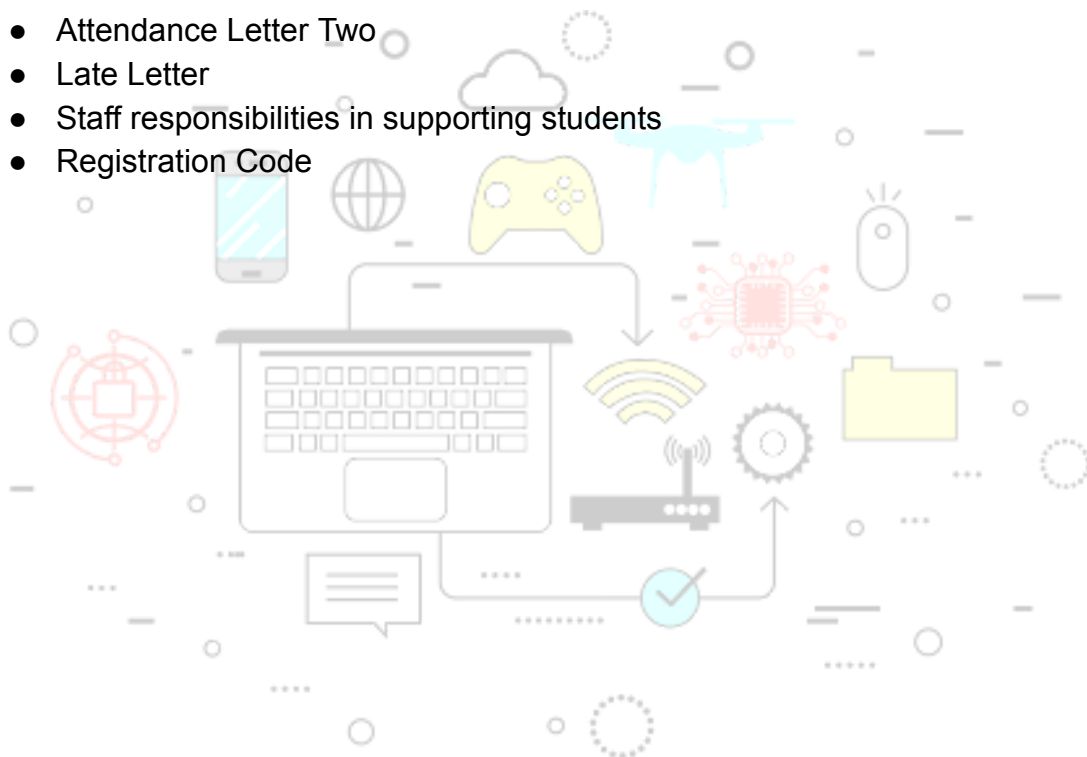 ● Attendance Letter Two
● Late Letter
● Staff responsibilities in supporting students
● Registration Code